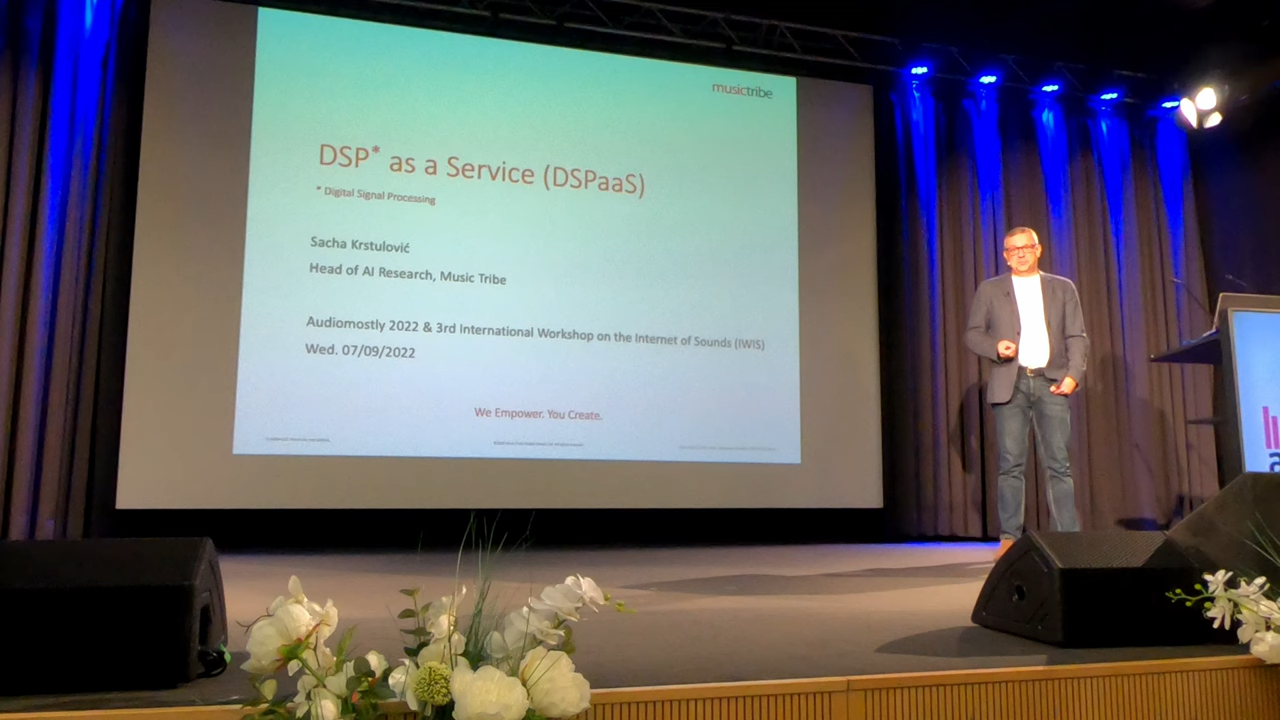 musictribe
DSP* as a Service (DSPaaS)
* Digital Signal Processing
Sacha Krstulović
Head of AI Research, Music Tribe
Audiomostly 2022 & 3rd International Workshop on the Internet of Sounds (IWIS)
Wed. 07/09/2022
We Empower. You Create.